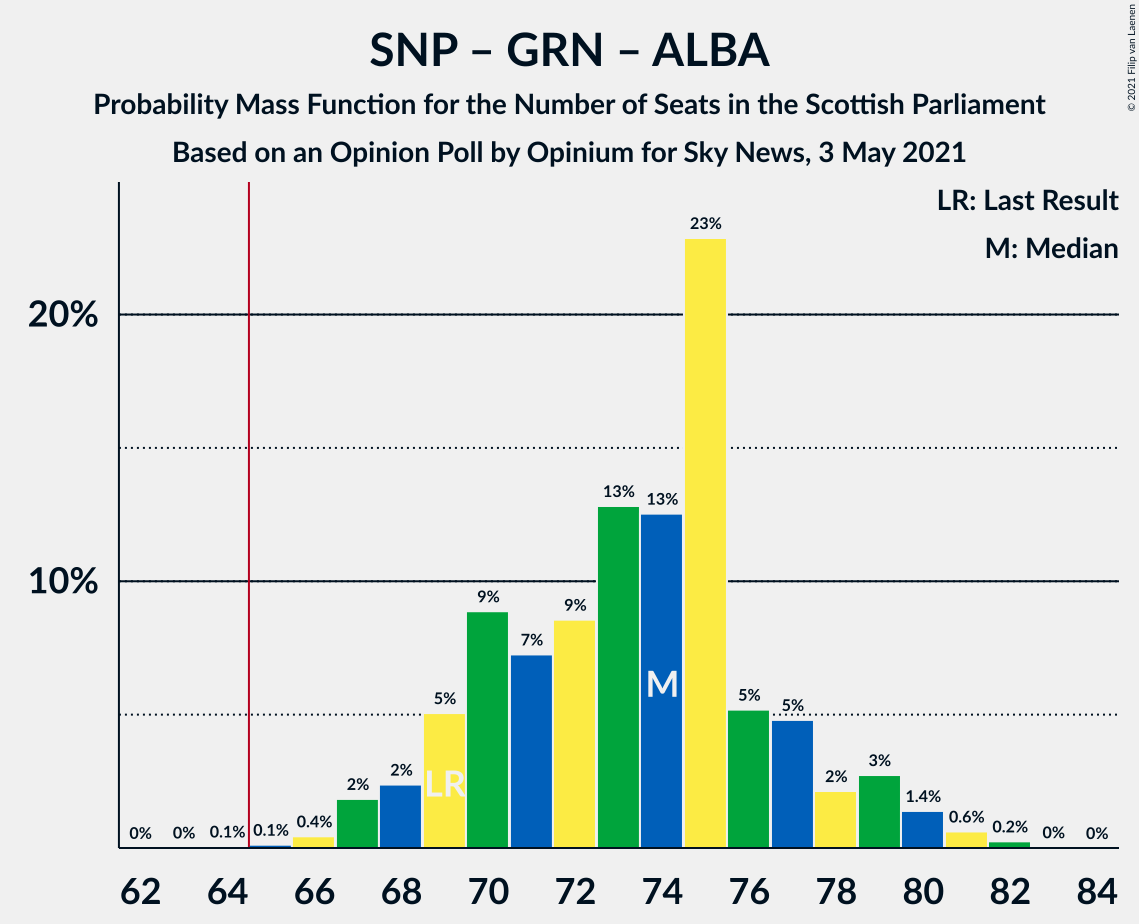 SNP – GRN – ALBA
Probability Mass Function for the Number of Seats in the Scottish Parliament
Based on an Opinion Poll by Opinium for Sky News, 3 May 2021
© 2021 Filip van Laenen
LR: Last Result
M: Median
20%
10%
0%
0%
0.1%
0.1%
0.4%
2%
2%
5%
9%
7%
9%
13%
13%
23%
5%
5%
2%
3%
1.4%
0.6%
0.2%
0%
0%
LR
M
62 64 66 68 70 72 74 76 78 80 82 84